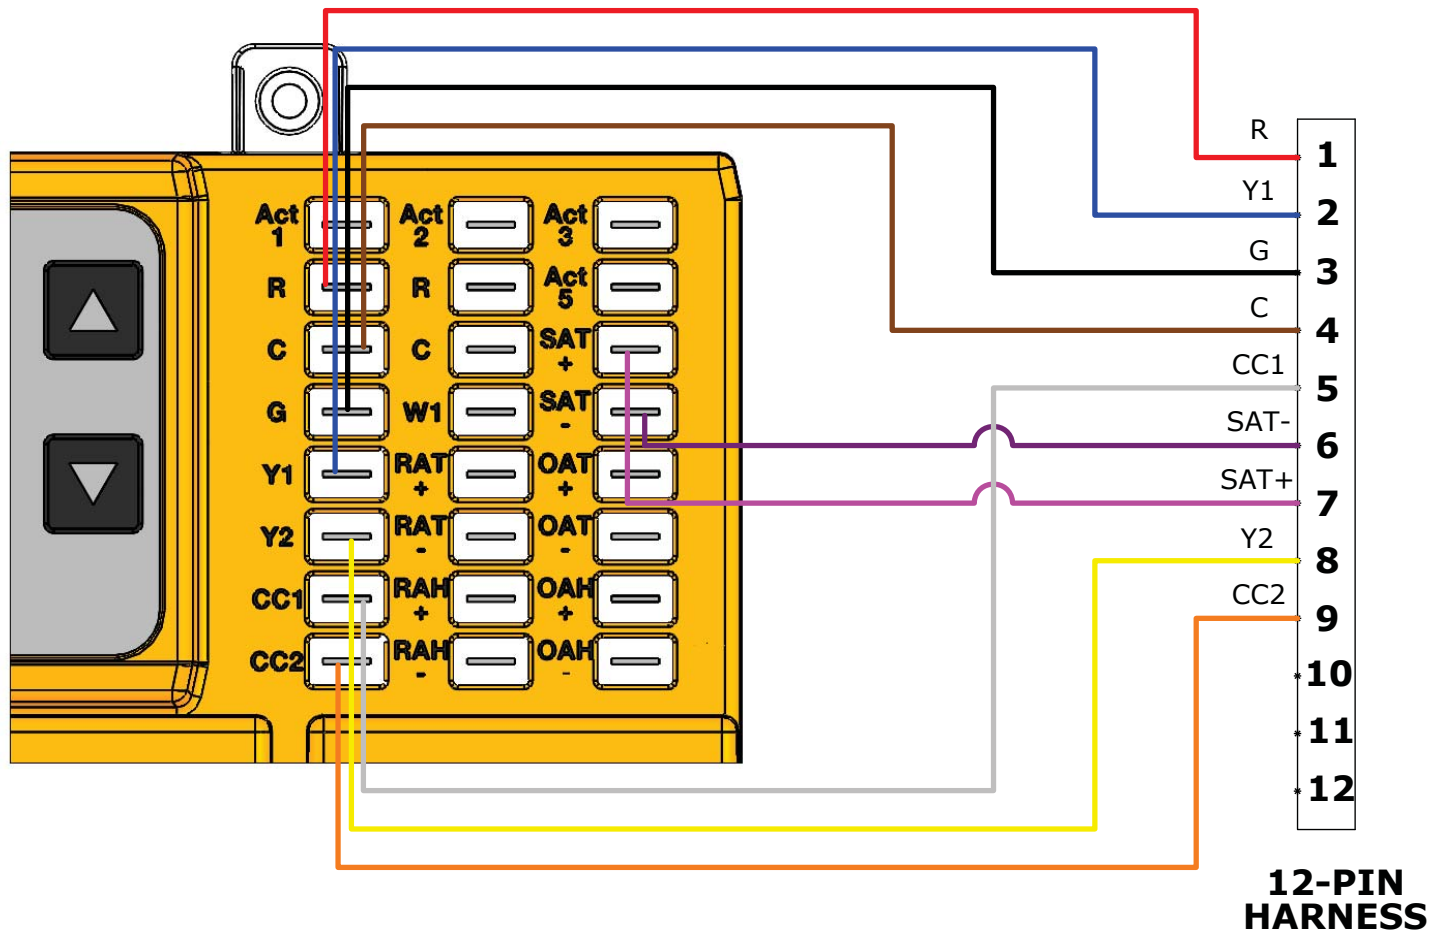 Act
1
Act
2
Act
3
R
R
Act
5
C
C
SAT
+
G
W1
SAT
-
Y1
RAT
+
OAT
+
Y2
RAT
-
OAT
-
CC1
RAH
+
OAH
+
CC2
RAH
-
OAH
-
R
1
Y1
2
G
3
C
4
CC1
5
SAT-
6
SAT+
7
Y2
8
CC2
9
10
11
12
12-PIN
HARNESS